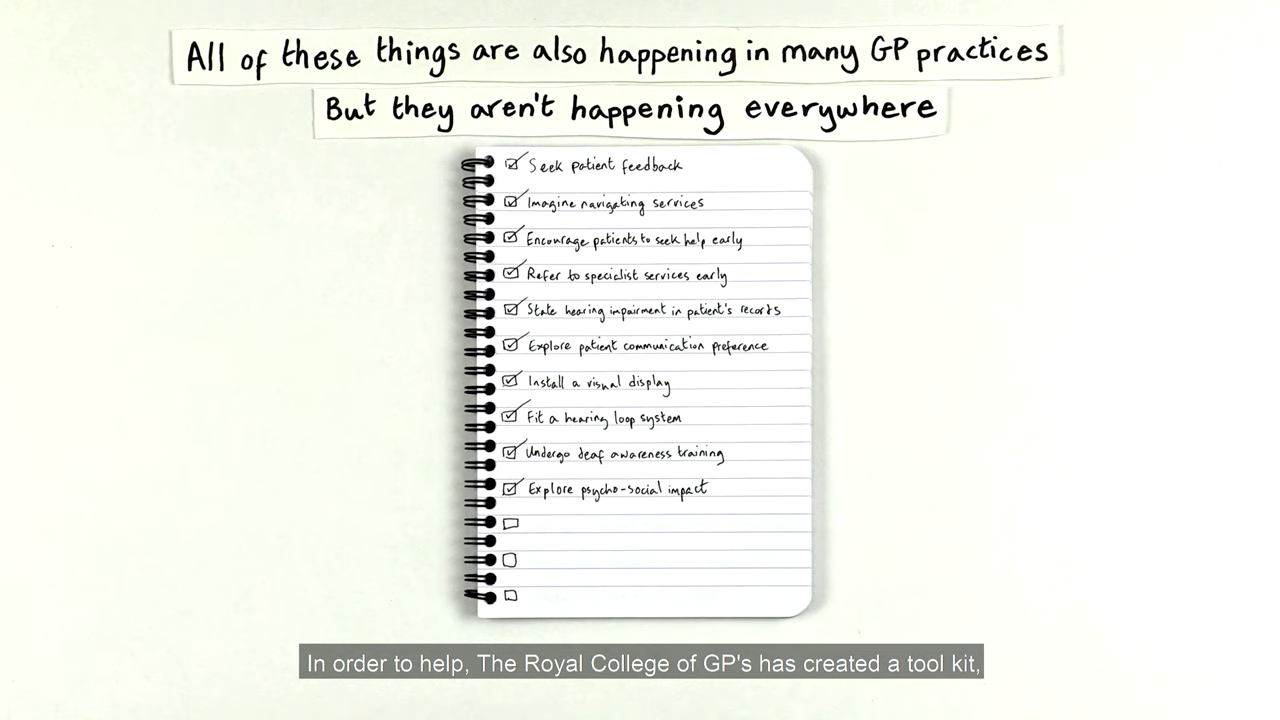 All of these things are also happening in many GP practices
But they aren't happening everywhere
Seek patient feedback
Imagine navigating services
Encourage patients to seek help early
Refer to specialist services early
State hearing impairment in patient's records
Explore patient communication preference
Install a visual display
Fit a hearing loop system
Undergo deaf awareness training
Explore psycho-social impact
In order to help, The Royal College of GP's has created a tool kit,